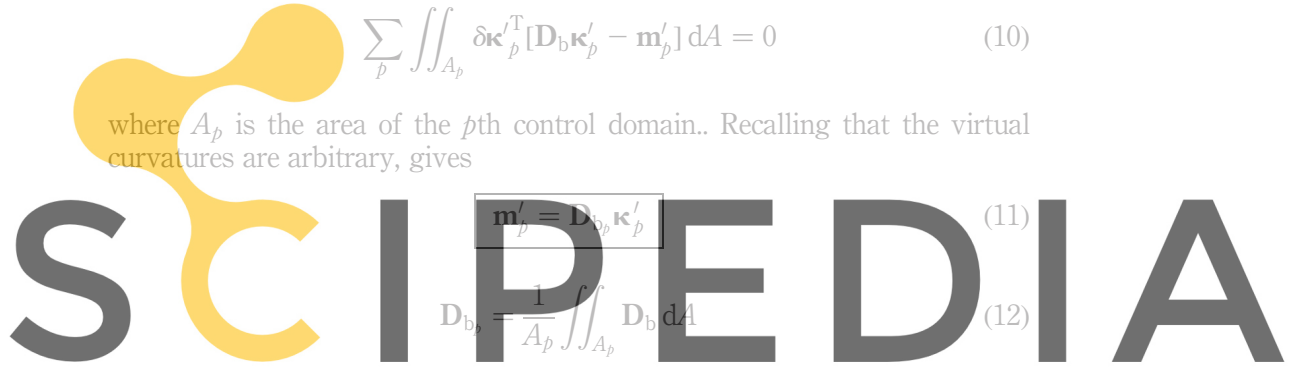 ∑_p ∬_{A_p} δκ′_p^T [D_b κ′_p − m′_p] dA = 0 (10)
where A_p is the area of the pth control domain.. Recalling that the virtual
curvatures are arbitrary, gives
m′_p = D_{b_p} κ′_p (11)
SCIPEDIA
D_{b_p} = 1/A_p ∬_{A_p} D_b dA (12)